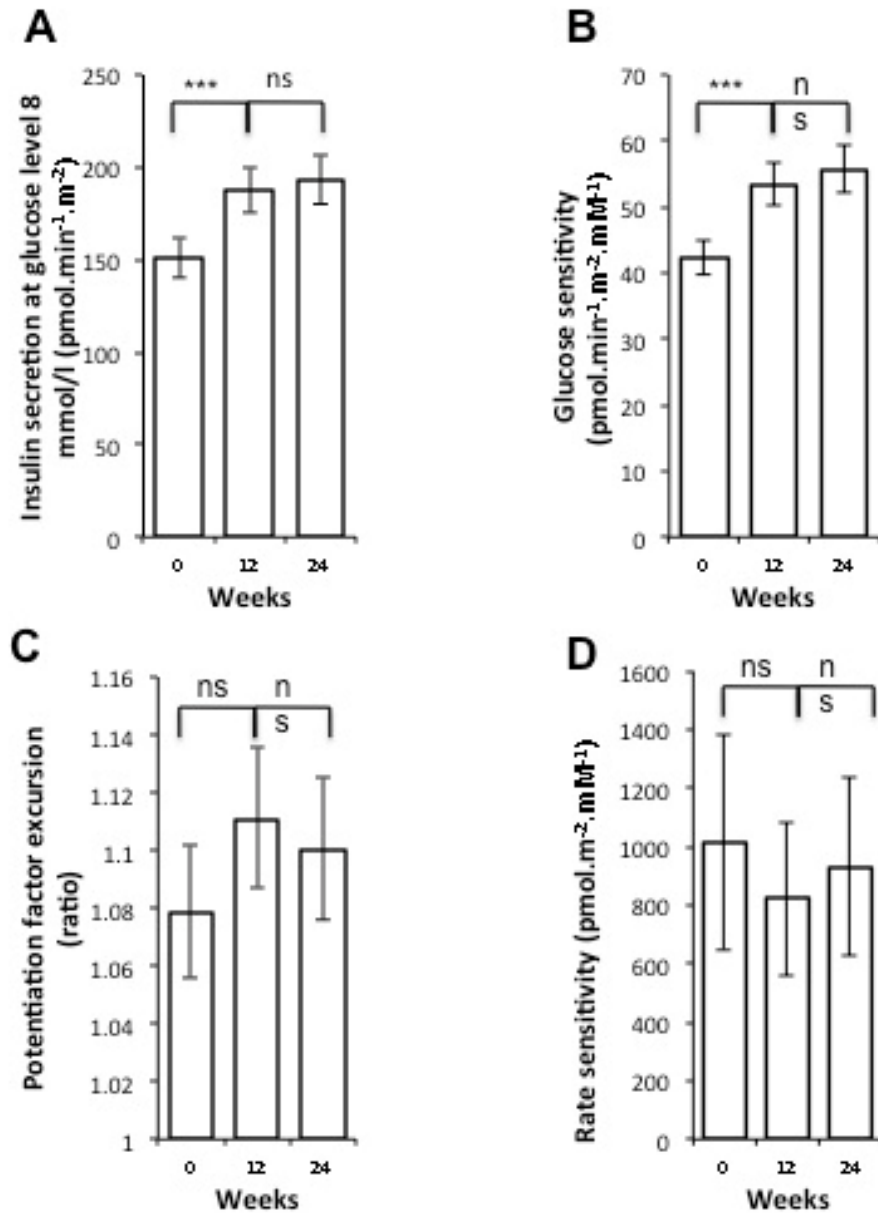 A
Insulin secretion at glucose level 8
mmol/l (pmol.min-1.m-2)
250
200
150
100
50
0
*** ns
0 12 24
Weeks
B
Glucose sensitivity
(pmol.min-1.m-2.mM-1)
70
60
50
40
30
20
10
0
*** n
s
0 12 24
Weeks
C
Potentiation factor excursion
(ratio)
1.16
1.14
1.12
1.1
1.08
1.06
1.04
1.02
1
ns n
s
0 12 24
Weeks
D
Rate sensitivity (pmol.m-2.mM-1)
1600
1400
1200
1000
800
600
400
200
0
ns n
s
0 12 24
Weeks